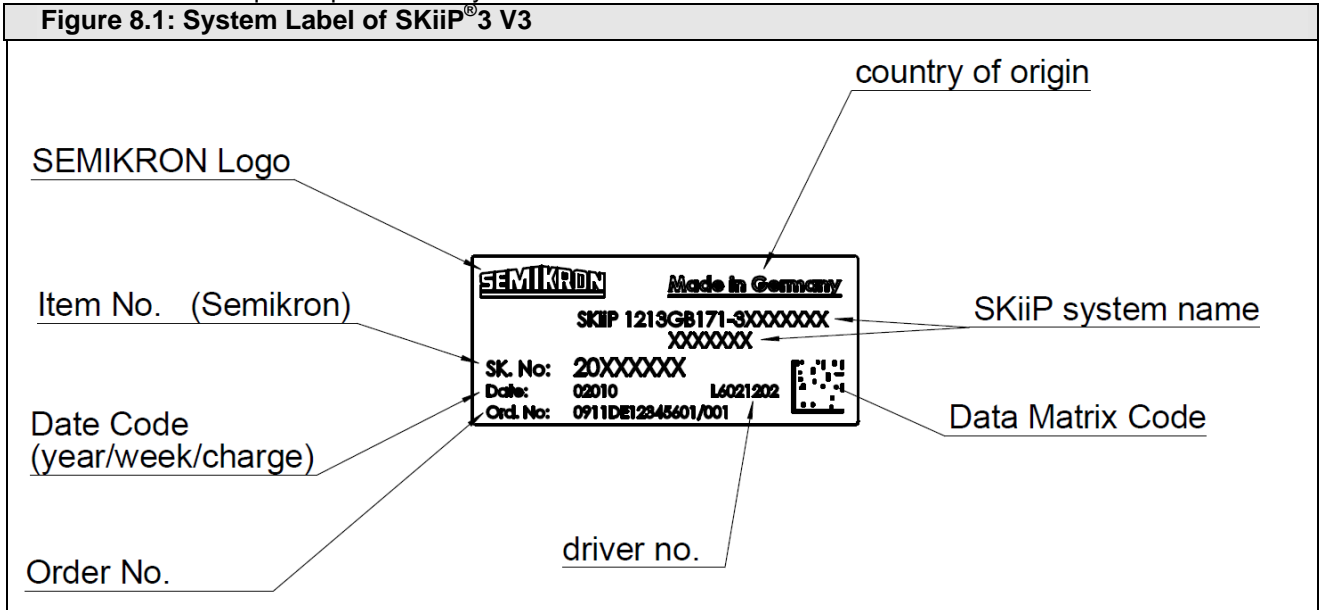 Figure 8.1: System Label of SKiiP®3 V3
country of origin
SEMIKRON Logo
SEMIKRON Made in Germany
Item No. (Semikron)
SKiiP 1213GB171-3XXXXXXX
XXXXXXX
SKiiP system name
SK. No: 20XXXXXX
Date: 02010 L6021202
Ord. No: 0911DE12345601/001
Date Code
(year/week/charge)
Data Matrix Code
driver no.
Order No.